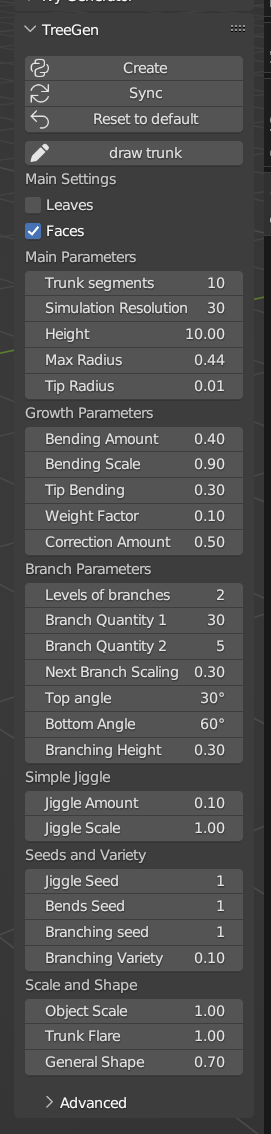 TreeGen
Create
Sync
Reset to default
draw trunk
Main Settings
Leaves
Faces
Main Parameters
Trunk segments 10
Simulation Resolution 30
Height 10.00
Max Radius 0.44
Tip Radius 0.01
Growth Parameters
Bending Amount 0.40
Bending Scale 0.90
Tip Bending 0.30
Weight Factor 0.10
Correction Amount 0.50
Branch Parameters
Levels of branches 2
Branch Quantity 1 30
Branch Quantity 2 5
Next Branch Scaling 0.30
Top angle 30°
Bottom Angle 60°
Branching Height 0.30
Simple Jiggle
Jiggle Amount 0.10
Jiggle Scale 1.00
Seeds and Variety
Jiggle Seed 1
Bends Seed 1
Branching seed 1
Branching Variety 0.10
Scale and Shape
Object Scale 1.00
Trunk Flare 1.00
General Shape 0.70
Advanced